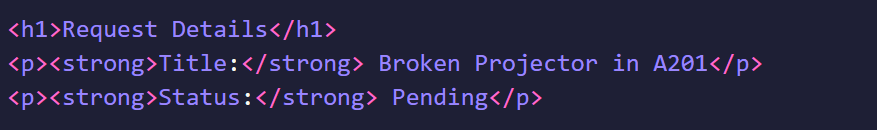 <h1>Request Details</h1>
<p><strong>Title:</strong> Broken Projector in A201</p>
<p><strong>Status:</strong> Pending</p>